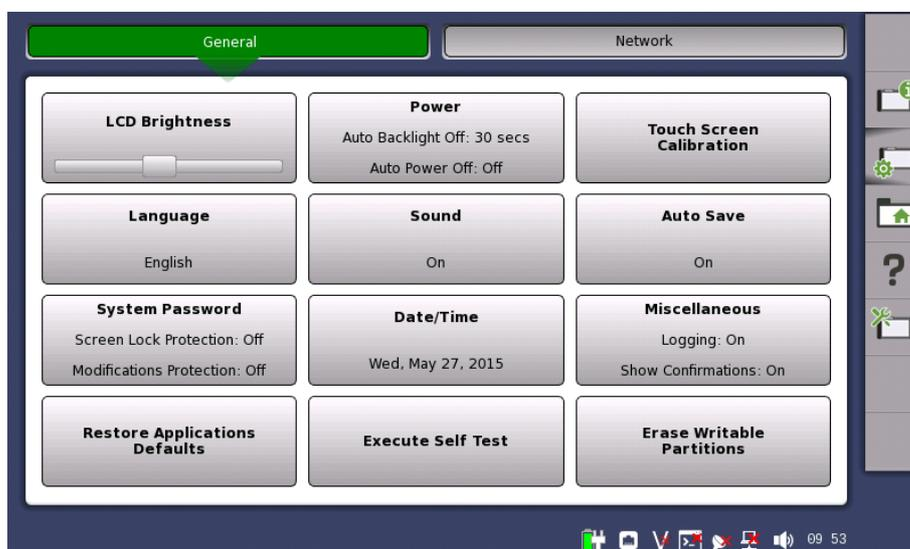 General
Network
LCD Brightness
Power
Auto Backlight Off: 30 secs
Auto Power Off: Off
Touch Screen
Calibration
Language
English
Sound
On
Auto Save
On
System Password
Screen Lock Protection: Off
Modifications Protection: Off
Date/Time
Wed, May 27, 2015
Miscellaneous
Logging: On
Show Confirmations: On
Restore Applications
Defaults
Execute Self Test
Erase Writable
Partitions
?
09 53